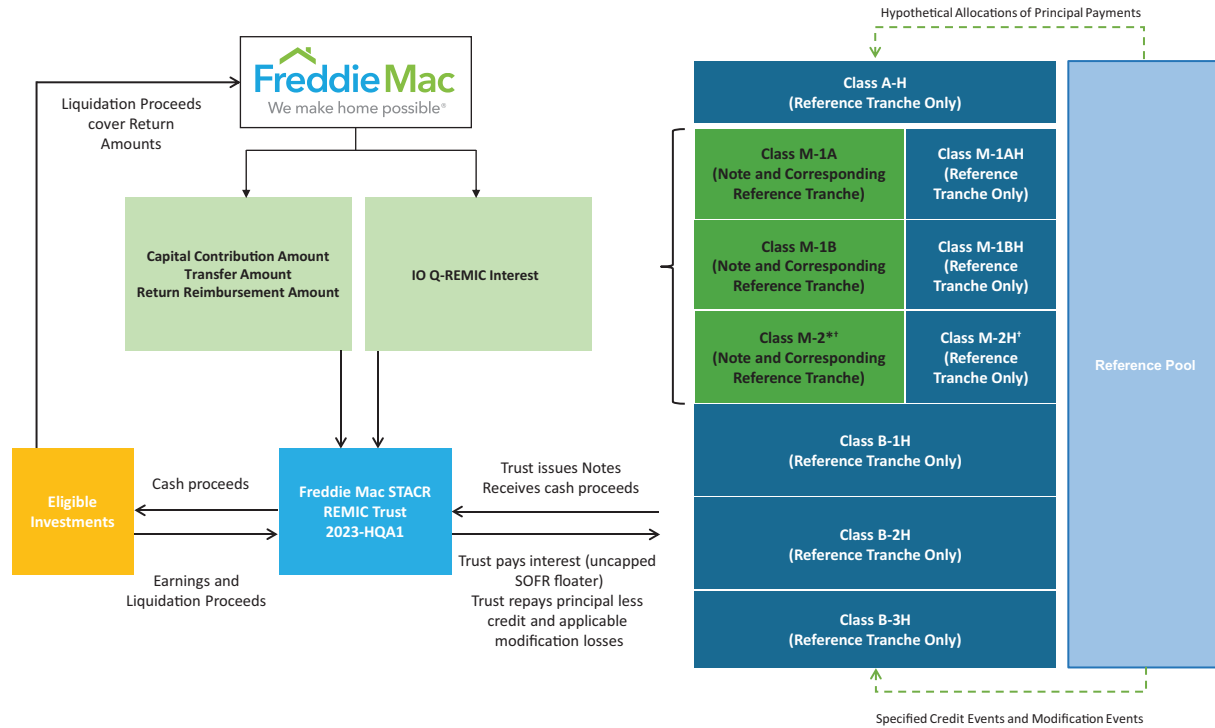 Hypothetical Allocations of Principal Payments
Freddie Mac
We make home possible®
Liquidation Proceeds
cover Return
Amounts
Capital Contribution Amount
Transfer Amount
Return Reimbursement Amount
IO Q-REMIC Interest
Eligible
Investments
Cash proceeds
Earnings and
Liquidation Proceeds
Freddie Mac STACR
REMIC Trust
2023-HQA1
Trust issues Notes
Receives cash proceeds
Trust pays interest (uncapped
SOFR floater)
Trust repays principal less
credit and applicable
modification losses
Class A-H
(Reference Tranche Only)
Class M-1A
(Note and Corresponding
Reference Tranche)
Class M-1AH
(Reference
Tranche Only)
Class M-1B
(Note and Corresponding
Reference Tranche)
Class M-1BH
(Reference
Tranche Only)
Class M-2*†
(Note and Corresponding
Reference Tranche)
Class M-2H†
(Reference
Tranche Only)
Class B-1H
(Reference Tranche Only)
Class B-2H
(Reference Tranche Only)
Class B-3H
(Reference Tranche Only)
Reference Pool
Specified Credit Events and Modification Events